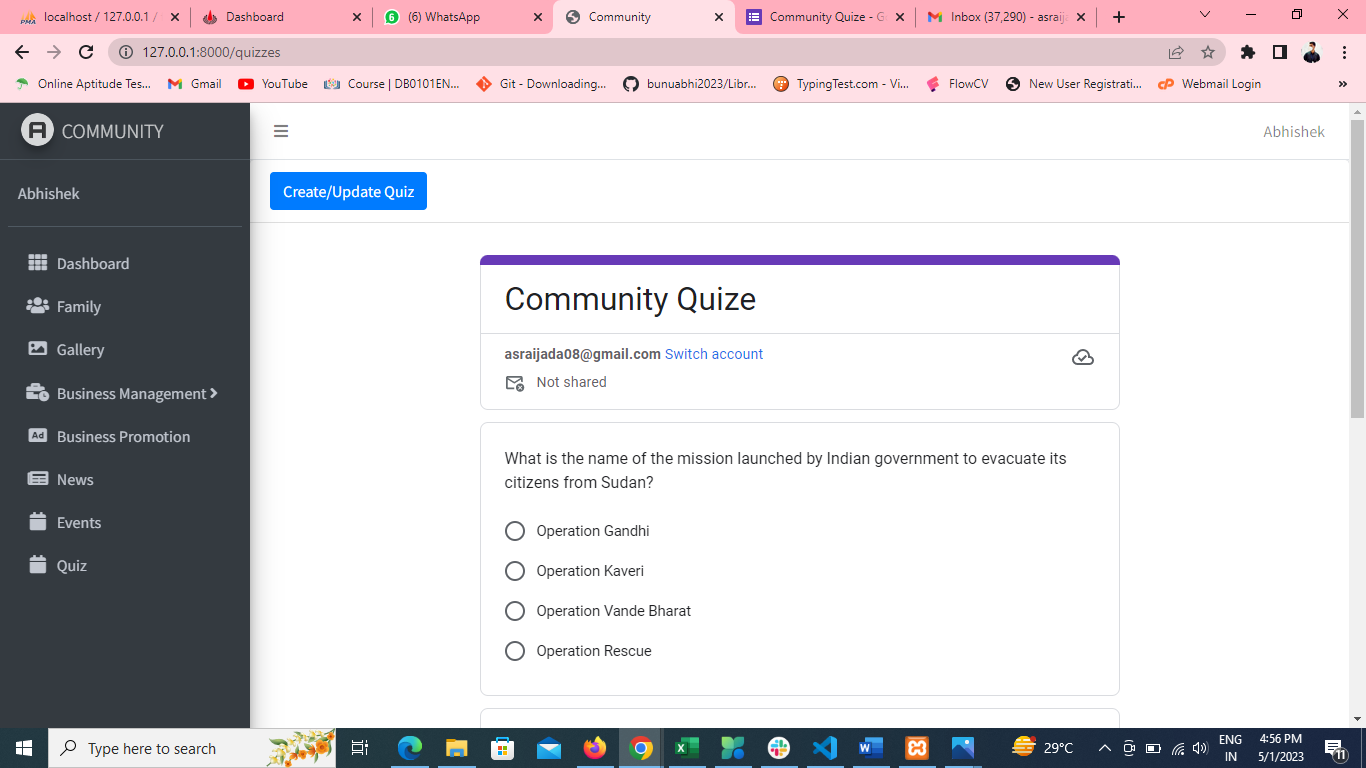 localhost / 127.0.0.1 /
Dashboard
(6) WhatsApp
Community
Community Quize - G
Inbox (37,290) - asraija
127.0.0.1:8000/quizzes
Online Aptitude Tes...
Gmail
YouTube
Course | DB0101EN...
Git - Downloading...
bunuabhi2023/Libr...
TypingTest.com - Vi...
FlowCV
New User Registrati...
Webmail Login
COMMUNITY
Abhishek
Abhishek
Create/Update Quiz
Dashboard
Family
Gallery
Business Management
Ad Business Promotion
News
Events
Quiz
Community Quize
asraijada08@gmail.com Switch account
Not shared
What is the name of the mission launched by Indian government to evacuate its
citizens from Sudan?
Operation Gandhi
Operation Kaveri
Operation Vande Bharat
Operation Rescue
Type here to search
29°C
ENG
IN
4:56 PM
5/1/2023
11